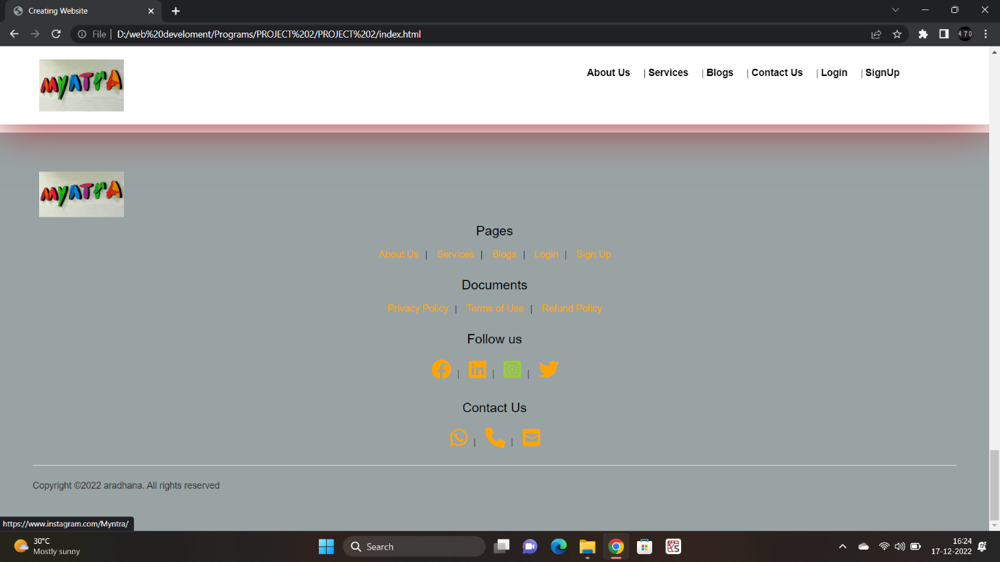 Creating Website
File | D:/web%20develoment/Programs/PROJECT%202/PROJECT%202/index.html
470
MynTrA
About Us | Services | Blogs | Contact Us | Login | SignUp
MynTrA
Pages
About Us | Services | Blogs | Login | Sign Up
Documents
Privacy Policy | Terms of Use | Refund Policy
Follow us
Contact Us
Copyright ©2022 aradhana. All rights reserved
https://www.instagram.com/Myntra/
30°C
Mostly sunny
Search
16:24
17-12-2022